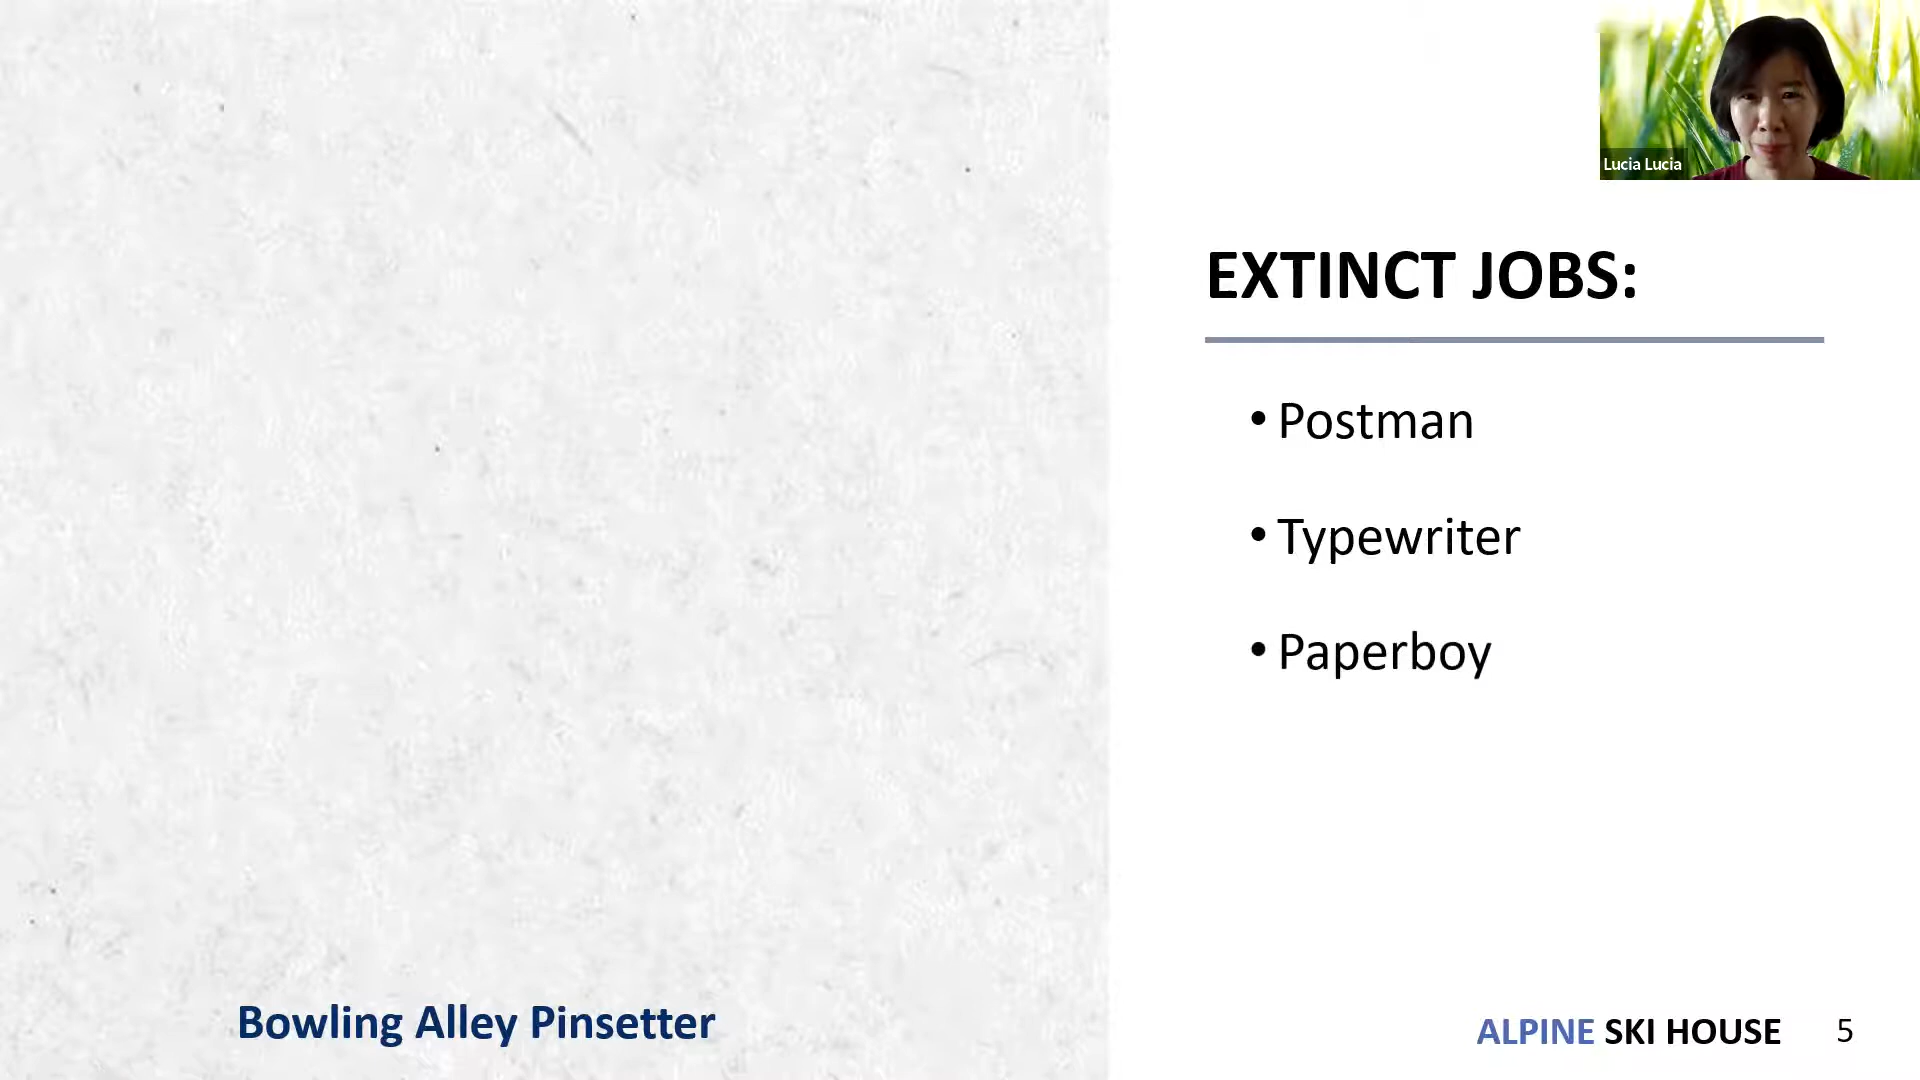 Lucia Lucia
EXTINCT JOBS:
• Postman
• Typewriter
• Paperboy
Bowling Alley Pinsetter
ALPINE SKI HOUSE 5